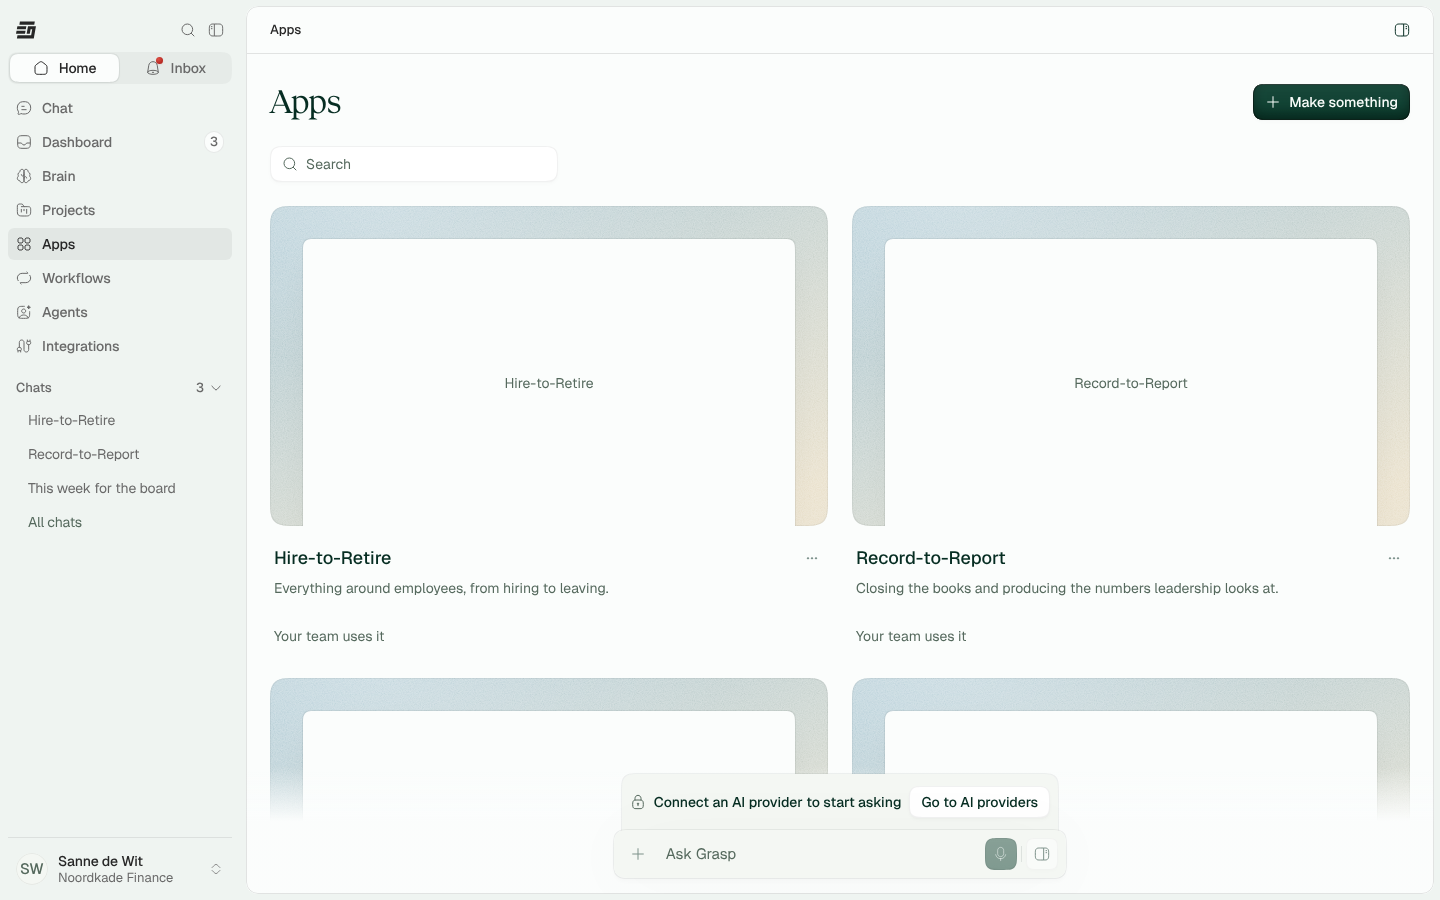 Home
Inbox
Chat
Dashboard
3
Brain
Projects
Apps
Workflows
Agents
Integrations
Chats
3
Hire-to-Retire
Record-to-Report
This week for the board
All chats
SW
Sanne de Wit
Noordkade Finance
Apps
Apps
Make something
Search
Hire-to-Retire
Record-to-Report
Hire-to-Retire
Everything around employees, from hiring to leaving.
Your team uses it
Record-to-Report
Closing the books and producing the numbers leadership looks at.
Your team uses it
Connect an AI provider to start asking
Go to AI providers
Ask Grasp